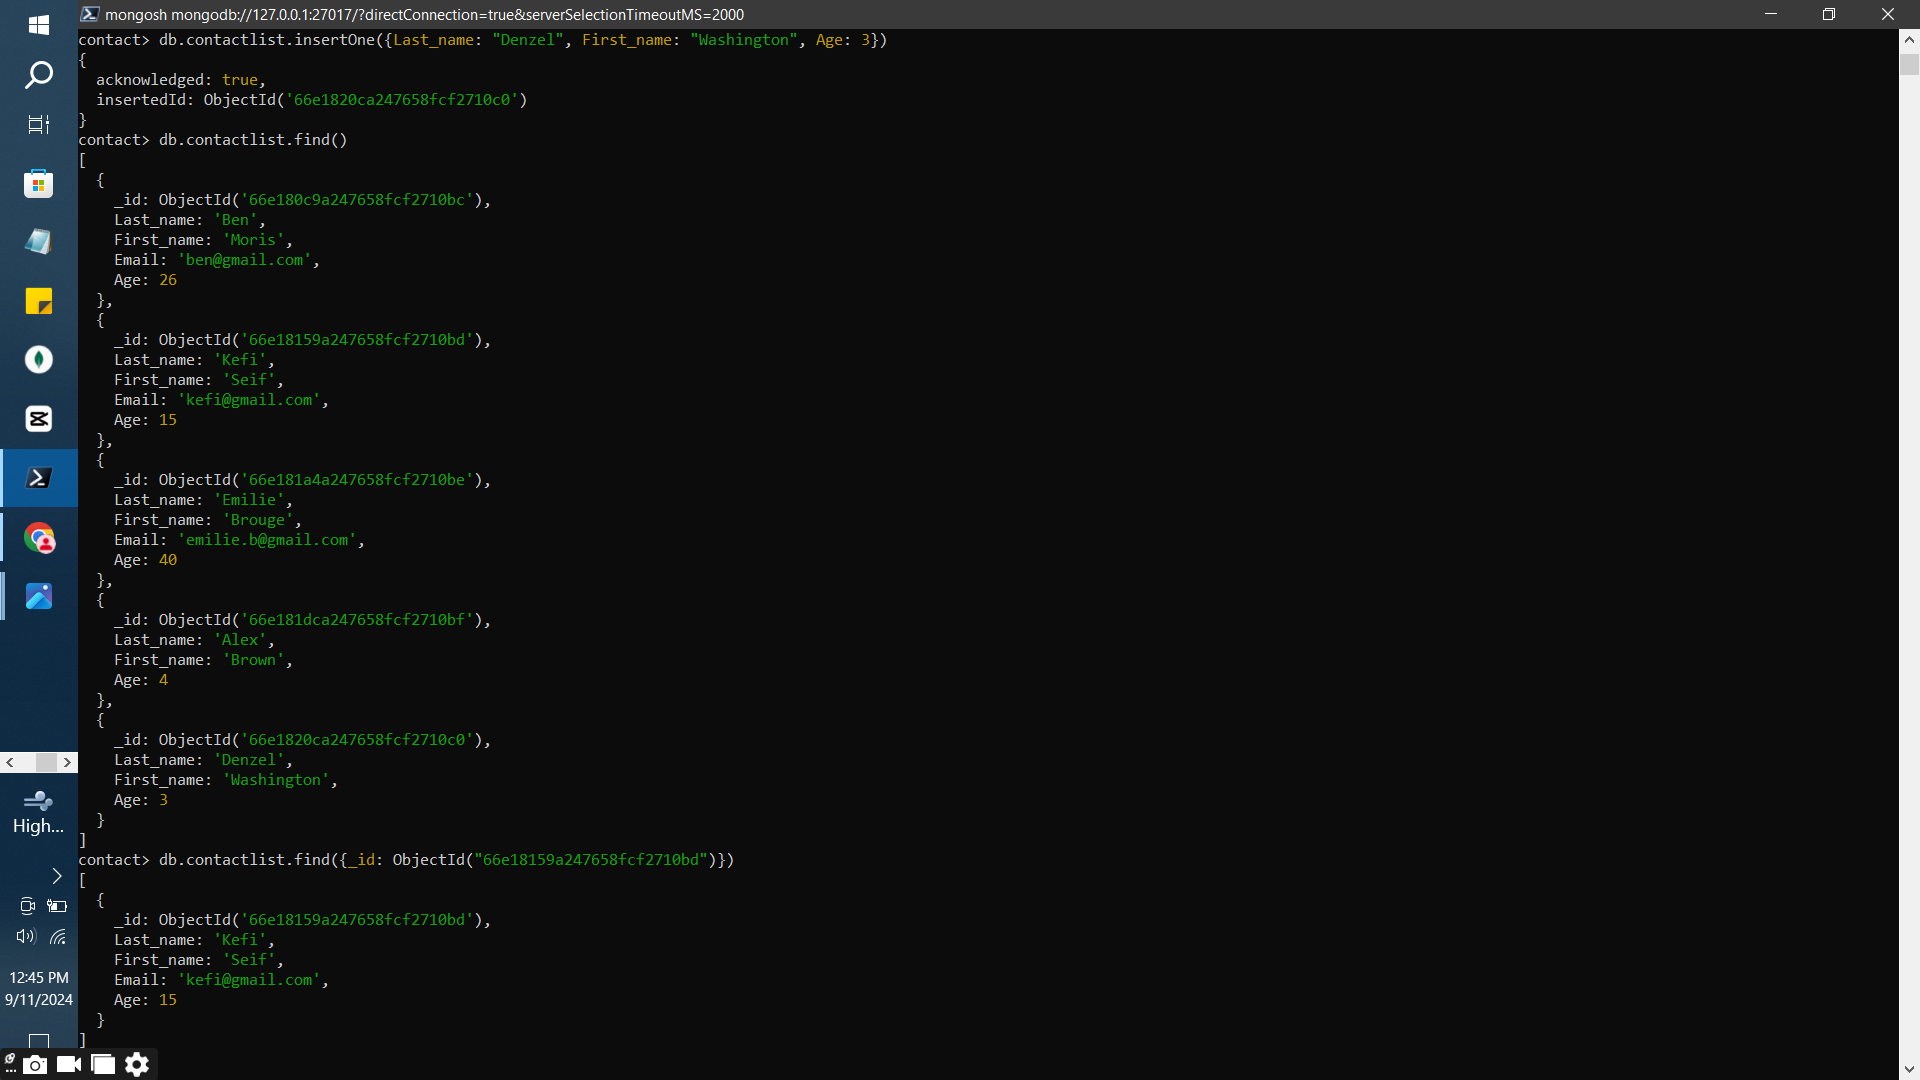 mongosh mongodb://127.0.0.1:27017/?directConnection=true&serverSelectionTimeoutMS=2000
contact> db.contactlist.insertOne({Last_name: "Denzel", First_name: "Washington", Age: 3})
{
  acknowledged: true,
  insertedId: ObjectId('66e1820ca247658fcf2710c0')
}
contact> db.contactlist.find()
[
  {
    _id: ObjectId('66e180c9a247658fcf2710bc'),
    Last_name: 'Ben',
    First_name: 'Moris',
    Email: 'ben@gmail.com',
    Age: 26
  },
  {
    _id: ObjectId('66e18159a247658fcf2710bd'),
    Last_name: 'Kefi',
    First_name: 'Seif',
    Email: 'kefi@gmail.com',
    Age: 15
  },
  {
    _id: ObjectId('66e181a4a247658fcf2710be'),
    Last_name: 'Emilie',
    First_name: 'Brouge',
    Email: 'emilie.b@gmail.com',
    Age: 40
  },
  {
    _id: ObjectId('66e181dca247658fcf2710bf'),
    Last_name: 'Alex',
    First_name: 'Brown',
    Age: 4
  },
  {
    _id: ObjectId('66e1820ca247658fcf2710c0'),
    Last_name: 'Denzel',
    First_name: 'Washington',
    Age: 3
  }
]
contact> db.contactlist.find({_id: ObjectId("66e18159a247658fcf2710bd")})
[
  {
    _id: ObjectId('66e18159a247658fcf2710bd'),
    Last_name: 'Kefi',
    First_name: 'Seif',
    Email: 'kefi@gmail.com',
    Age: 15
  }
]
High...
12:45 PM
9/11/2024